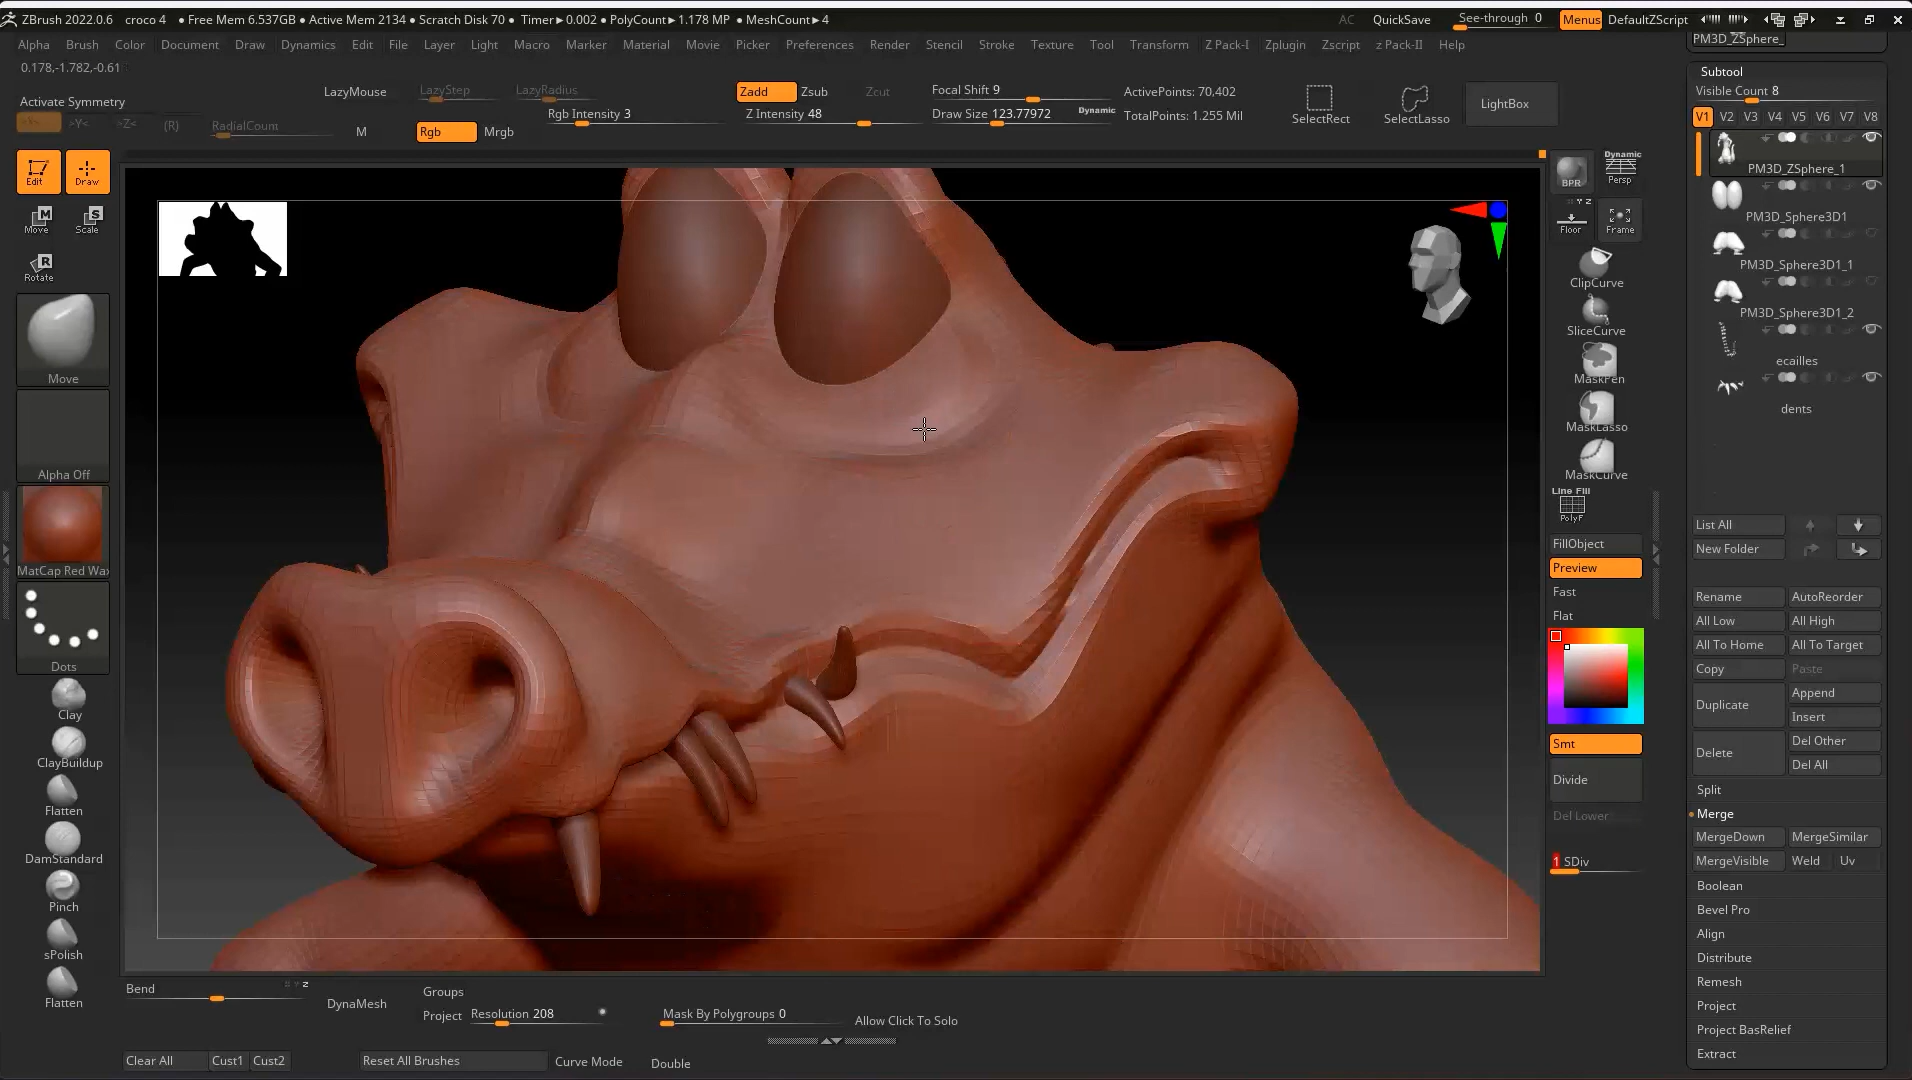 ZBrush 2022.0.6 croco 4 • Free Mem 6.537GB • Active Mem 2134 • Scratch Disk 70 • Timer▸0.002 • PolyCount▸1.178 MP • MeshCount▸4 AC QuickSave See-through 0 Menus DefaultZScript
Alpha Brush Color Document Draw Dynamics Edit File Layer Light Macro Marker Material Movie Picker Preferences Render Stencil Stroke Texture Tool Transform Z Pack-I Zplugin Zscript z Pack-II Help
PM3D_ZSphere_
0.178,-1.782,-0.61
Subtool
Visible Count 8
Activate Symmetry
>X< >Y< >Z< (R) RadialCount
LazyMouse LazyStep LazyRadius
M Rgb Intensity 3
Rgb Mrgb
Zadd Zsub Zcut
Z Intensity 48
Focal Shift 9
Draw Size 123.77972 Dynamic
ActivePoints: 70,402
TotalPoints: 1.255 Mil
SelectRect SelectLasso LightBox
V1 V2 V3 V4 V5 V6 V7 V8
PM3D_ZSphere_1
PM3D_Sphere3D1
PM3D_Sphere3D1_1
PM3D_Sphere3D1_2
ecailles
dents
Edit Draw
Move Scale
Rotate
Move
Alpha Off
MatCap Red Wax
Dots
Clay
ClayBuildup
Flatten
DamStandard
Pinch
sPolish
Flatten
BPR Dynamic
Persp
Floor Frame
ClipCurve
SliceCurve
MaskPen
MaskLasso
MaskCurve
Line Fill
PolyF
FillObject
Preview
Fast
Flat
Smt
Divide
Del Lower
1 SDiv
List All
New Folder
Rename AutoReorder
All Low All High
All To Home All To Target
Copy Paste
Duplicate Append
Insert
Delete Del Other
Del All
Split
Merge
MergeDown MergeSimilar
MergeVisible Weld Uv
Boolean
Bevel Pro
Align
Distribute
Remesh
Project
Project BasRelief
Extract
Bend
DynaMesh
Groups
Project Resolution 208
Mask By Polygroups 0
Allow Click To Solo
Clear All Cust1 Cust2 Reset All Brushes Curve Mode Double